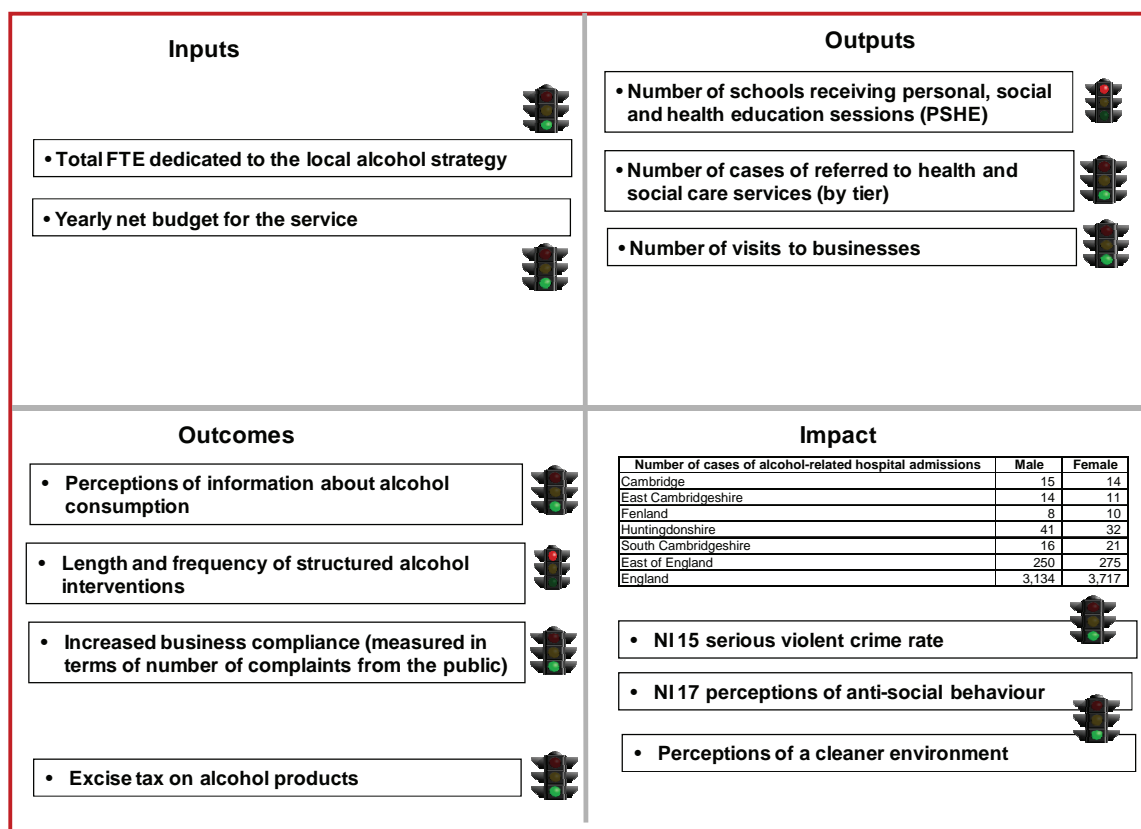 Inputs
• Total FTE dedicated to the local alcohol strategy
• Yearly net budget for the service
Outputs
• Number of schools receiving personal, social
and health education sessions (PSHE)
• Number of cases of referred to health and
social care services (by tier)
• Number of visits to businesses
Outcomes
• Perceptions of information about alcohol
consumption
• Length and frequency of structured alcohol
interventions
• Increased business compliance (measured in
terms of number of complaints from the public)
• Excise tax on alcohol products
Impact
Number of cases of alcohol-related hospital admissions Male Female
Cambridge 15 14
East Cambridgeshire 14 11
Fenland 8 10
Huntingdonshire 41 32
South Cambridgeshire 16 21
East of England 250 275
England 3,134 3,717
• NI 15 serious violent crime rate
• NI 17 perceptions of anti-social behaviour
• Perceptions of a cleaner environment